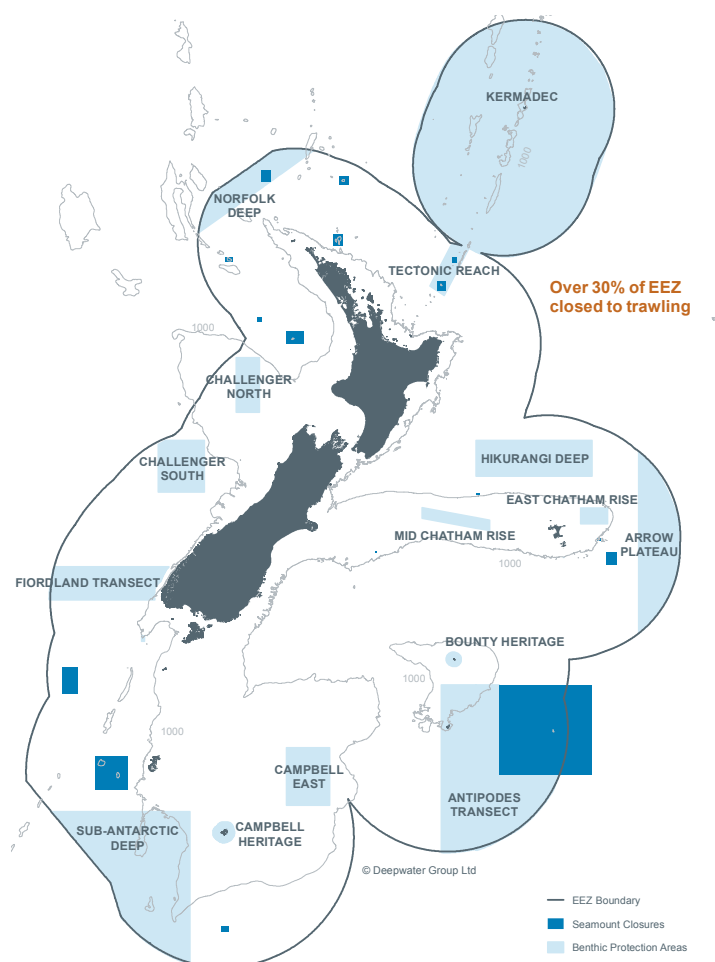 KERMADEC
1000
NORFOLK
DEEP
TECTONIC REACH
Over 30% of EEZ
closed to trawling
1000
CHALLENGER
NORTH
CHALLENGER
SOUTH
HIKURANGI DEEP
EAST CHATHAM RISE
MID CHATHAM RISE
ARROW
PLATEAU
1000
FIORDLAND TRANSECT
BOUNTY HERITAGE
1000
1000
CAMPBELL
EAST
ANTIPODES
TRANSECT
SUB-ANTARCTIC
DEEP
CAMPBELL
HERITAGE
© Deepwater Group Ltd
1000
EEZ Boundary
Seamount Closures
Benthic Protection Areas